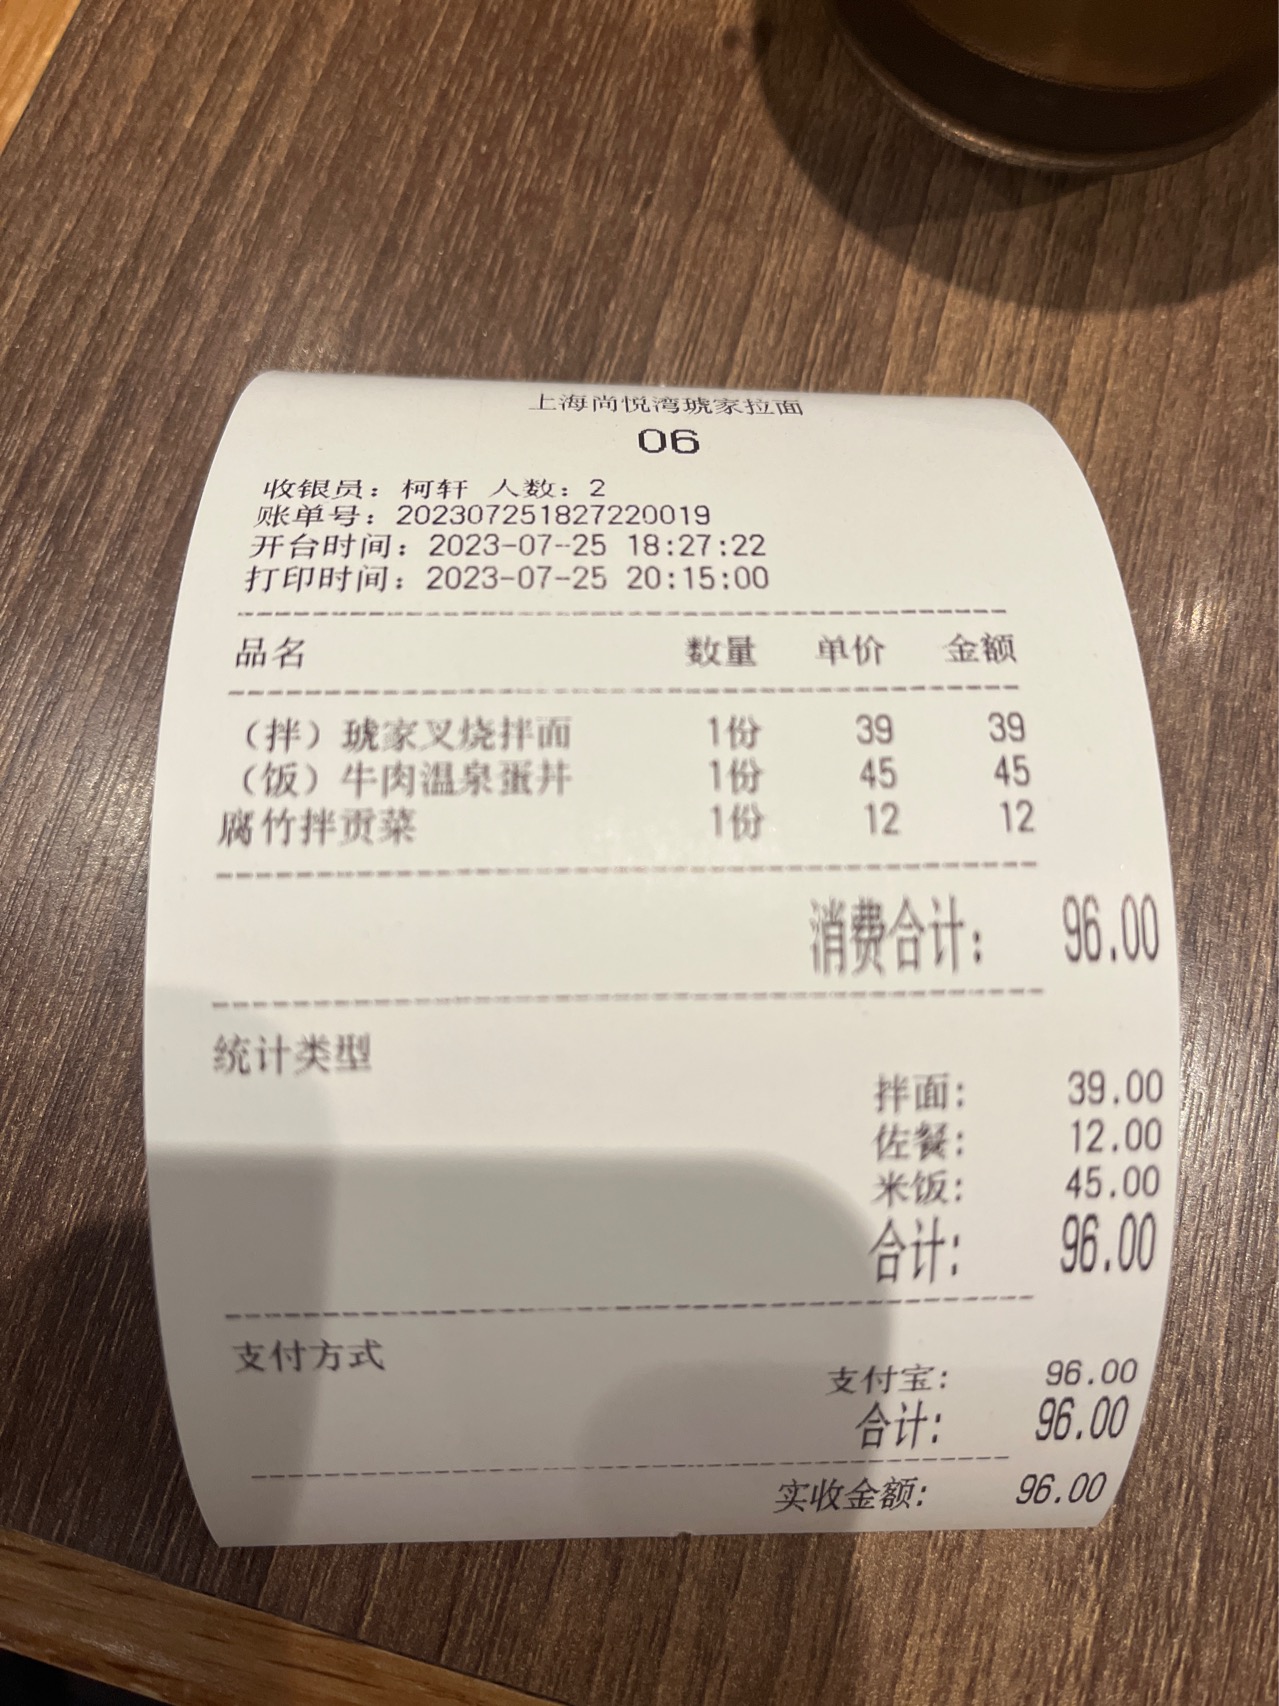 上海尚悦湾琥家拉面
06
收银员：柯轩 人数：2
账单号：202307251827220019
开台时间：2023-07-25 18:27:22
打印时间：2023-07-25 20:15:00
品名 数量 单价 金额
（拌）琥家叉烧拌面 1份 39 39
（饭）牛肉温泉蛋丼 1份 45 45
腐竹拌贡菜 1份 12 12
消费合计： 96.00
统计类型
拌面： 39.00
佐餐： 12.00
米饭： 45.00
合计： 96.00
支付方式
支付宝： 96.00
合计： 96.00
实收金额： 96.00